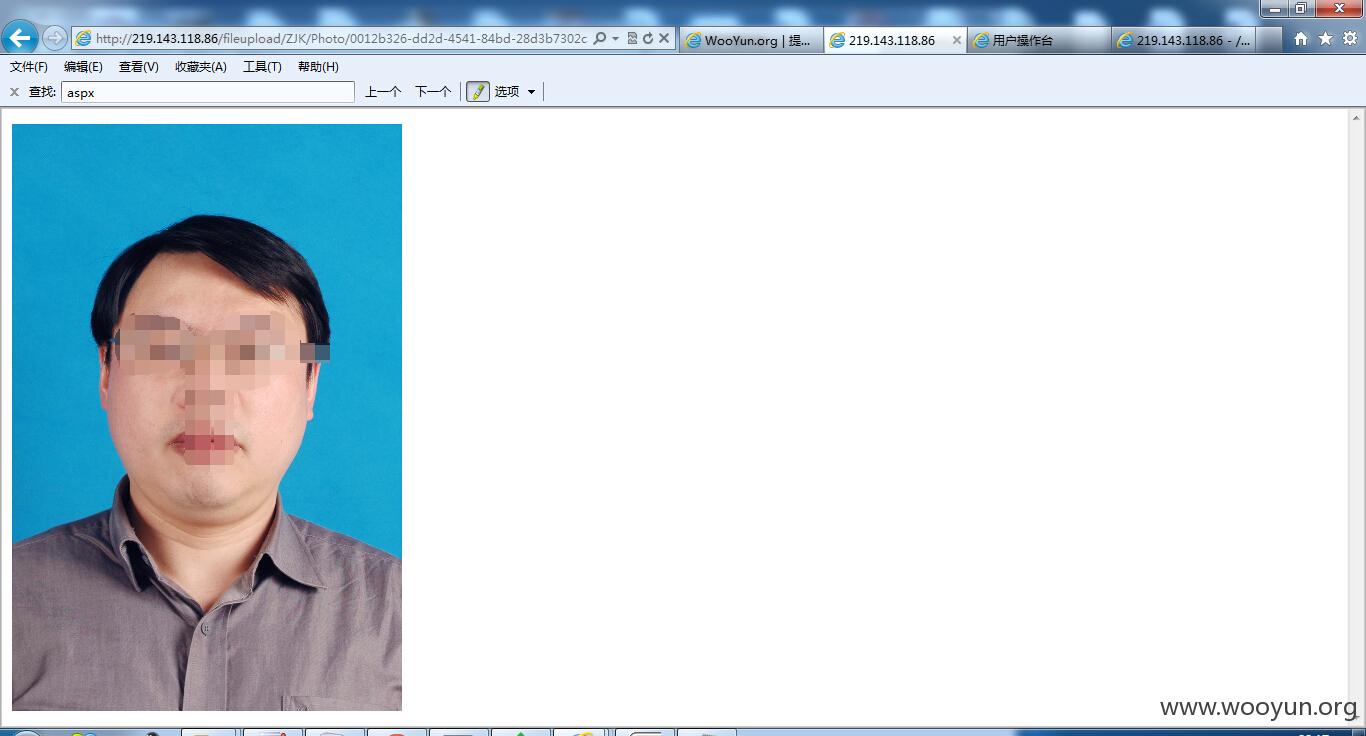 http://219.143.118.86/fileupload/ZJK/Photo/0012b326-dd2d-4541-84bd-28d3b7302c
WooYun.org | 提...
219.143.118.86
用户操作台
219.143.118.86 - /...
文件(F) 编辑(E) 查看(V) 收藏夹(A) 工具(T) 帮助(H)
查找: aspx 上一个 下一个 选项
www.wooyun.org